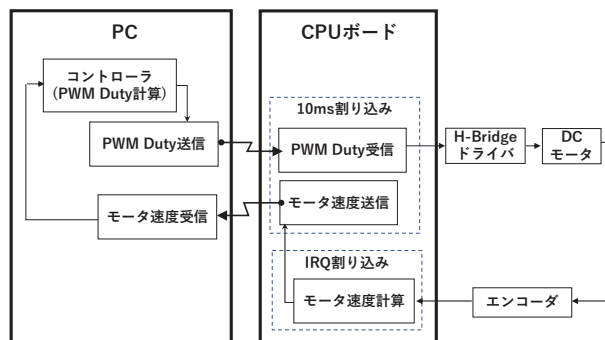 PC
CPUボード
コントローラ
(PWM Duty計算)
PWM Duty送信
モータ速度受信
10ms割り込み
PWM Duty受信
モータ速度送信
IRQ割り込み
モータ速度計算
H-Bridge
ドライバ
DC
モータ
エンコーダ